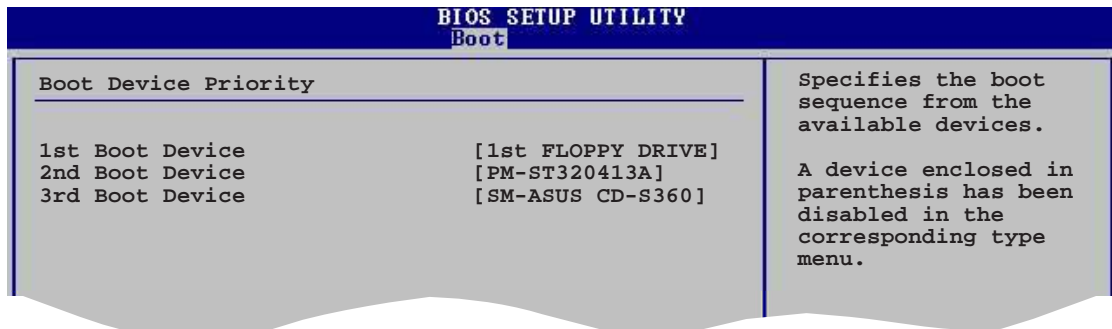 BIOS SETUP UTILITY
Boot
Boot Device Priority
1st Boot Device [1st FLOPPY DRIVE]
2nd Boot Device [PM-ST320413A]
3rd Boot Device [SM-ASUS CD-S360]
Specifies the boot
sequence from the
available devices.
A device enclosed in
parenthesis has been
disabled in the
corresponding type
menu.